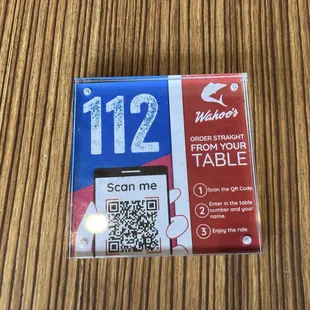 112
Wahoo's
ORDER STRAIGHT
FROM YOUR
TABLE
Scan me
1 Scan the QR Code.
2 Enter in the table
number and your
name.
3 Enjoy the ride.